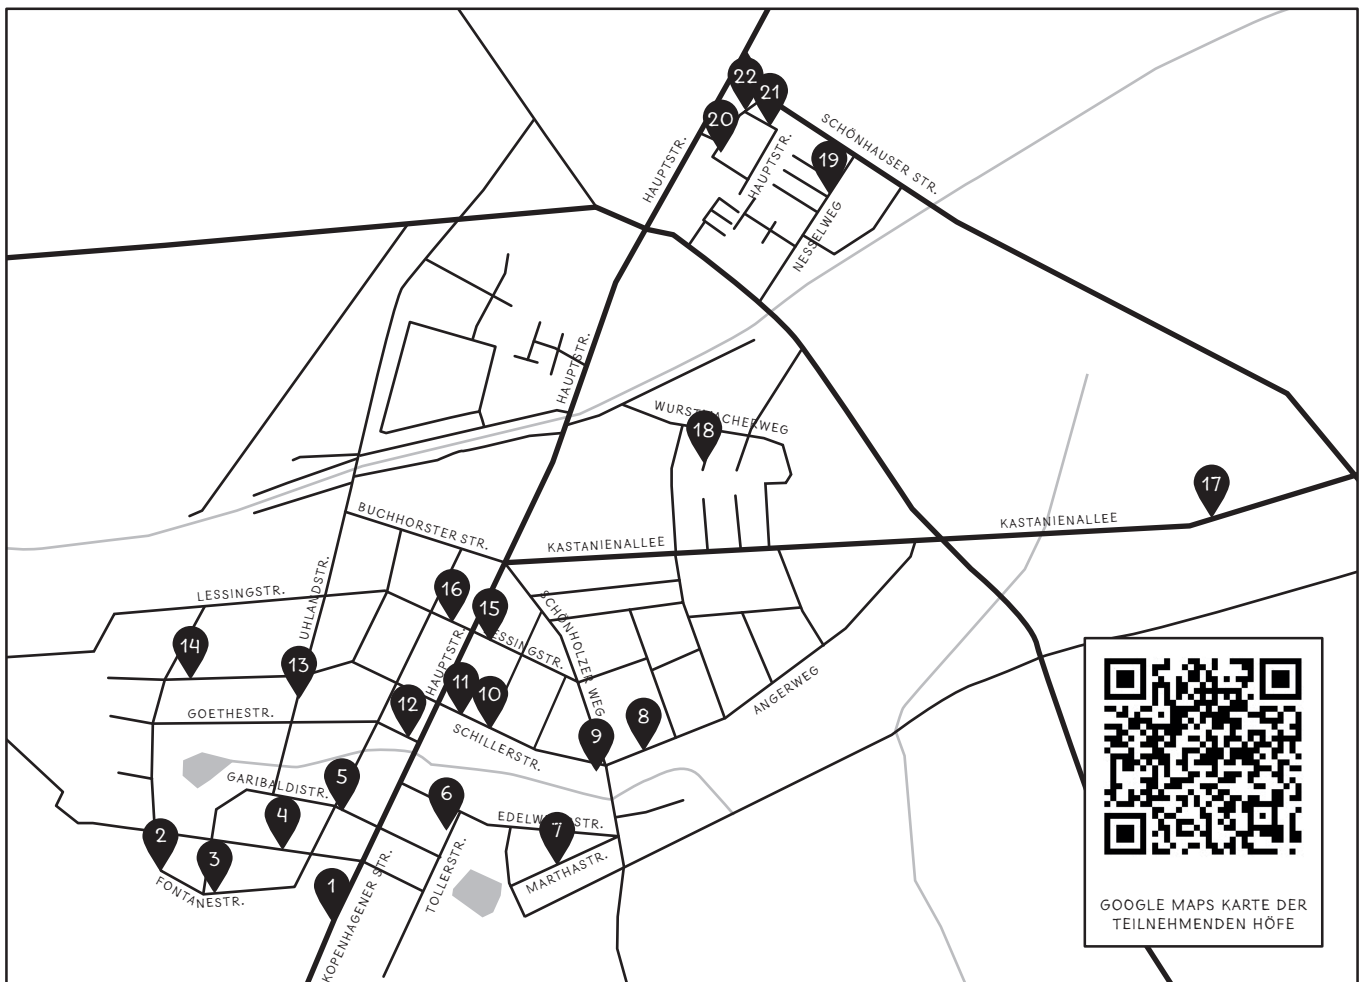 22
21
20
SCHÖNHAUSER STR.
HAUPTSTR.
HAUPTSTR.
19
NESSELWEG
HAUPTSTR.
WURSTMACHERWEG
18
17
BUCHHORSTER STR.
KASTANIENALLEE
KASTANIENALLEE
UHLANDSTR.
LESSINGSTR.
16
15
SCHÖNHOLZER WEG
LESSINGSTR.
14
13
HAUPTSTR.
11
10
12
ANGERWEG
GOETHESTR.
8
9
SCHILLERSTR.
5
GARIBALDISTR.
6
4
EDELWEISSSTR.
7
2
3
MARTHASTR.
TOLLERSTR.
1
FONTANESTR.
KOPENHAGENER STR.
GOOGLE MAPS KARTE DER
TEILNEHMENDEN HÖFE